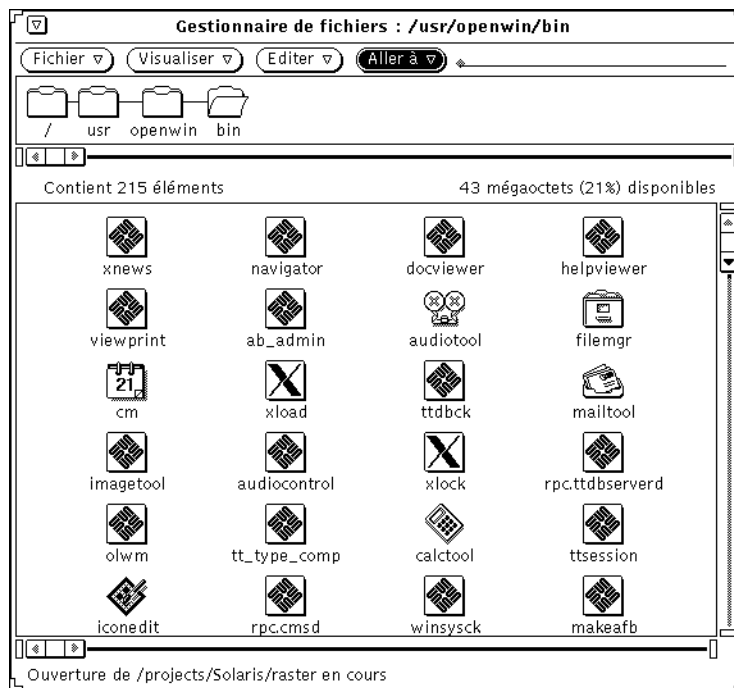 Gestionnaire de fichiers : /usr/openwin/bin
Fichier Visualiser Editer Aller à
/ usr openwin bin
Contient 215 éléments 43 mégaoctets (21%) disponibles
xnews navigator docviewer helpviewer
viewprint ab_admin audiotool filemgr
21
cm xload ttdbck mailtool
imagetool audiocontrol xlock rpc.ttdbserverd
olwm tt_type_comp calctool ttsession
iconedit rpc.cmsd winsysck makeafb
Ouverture de /projects/Solaris/raster en cours